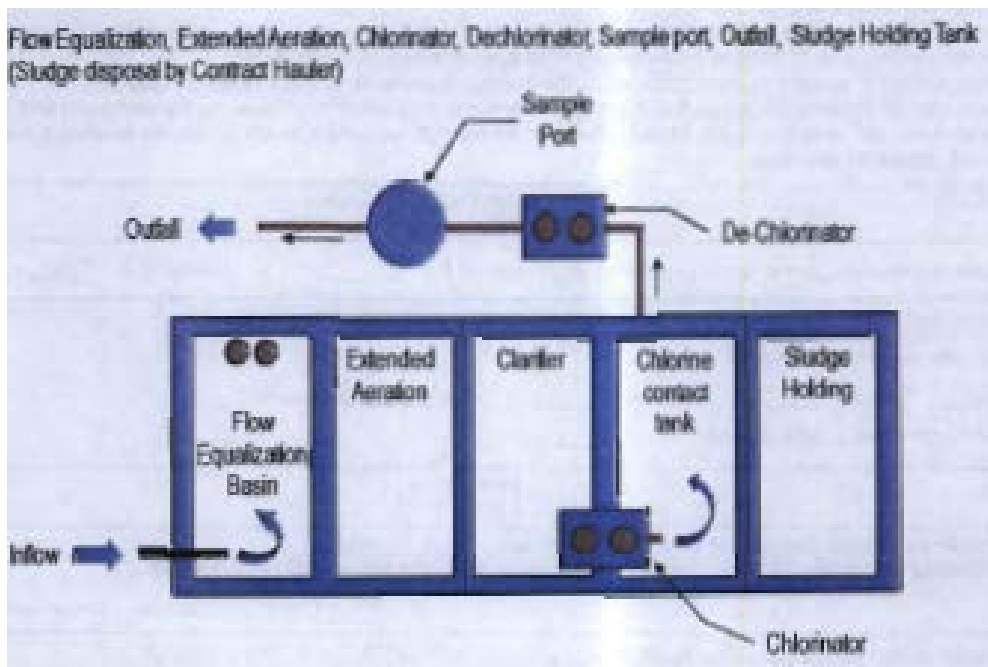 Flow Equalization, Extended Aeration, Chlorinator, Dechlorinator, Sample port, Outfall, Sludge Holding Tank
(Sludge disposal by Contract Hauler)
Sample
Port
Outfall
De-Chlorinator
Flow
Equalization
Basin
Extended
Aeration
Clarifier
Chlorine
contact
tank
Sludge
Holding
Inflow
Chlorinator